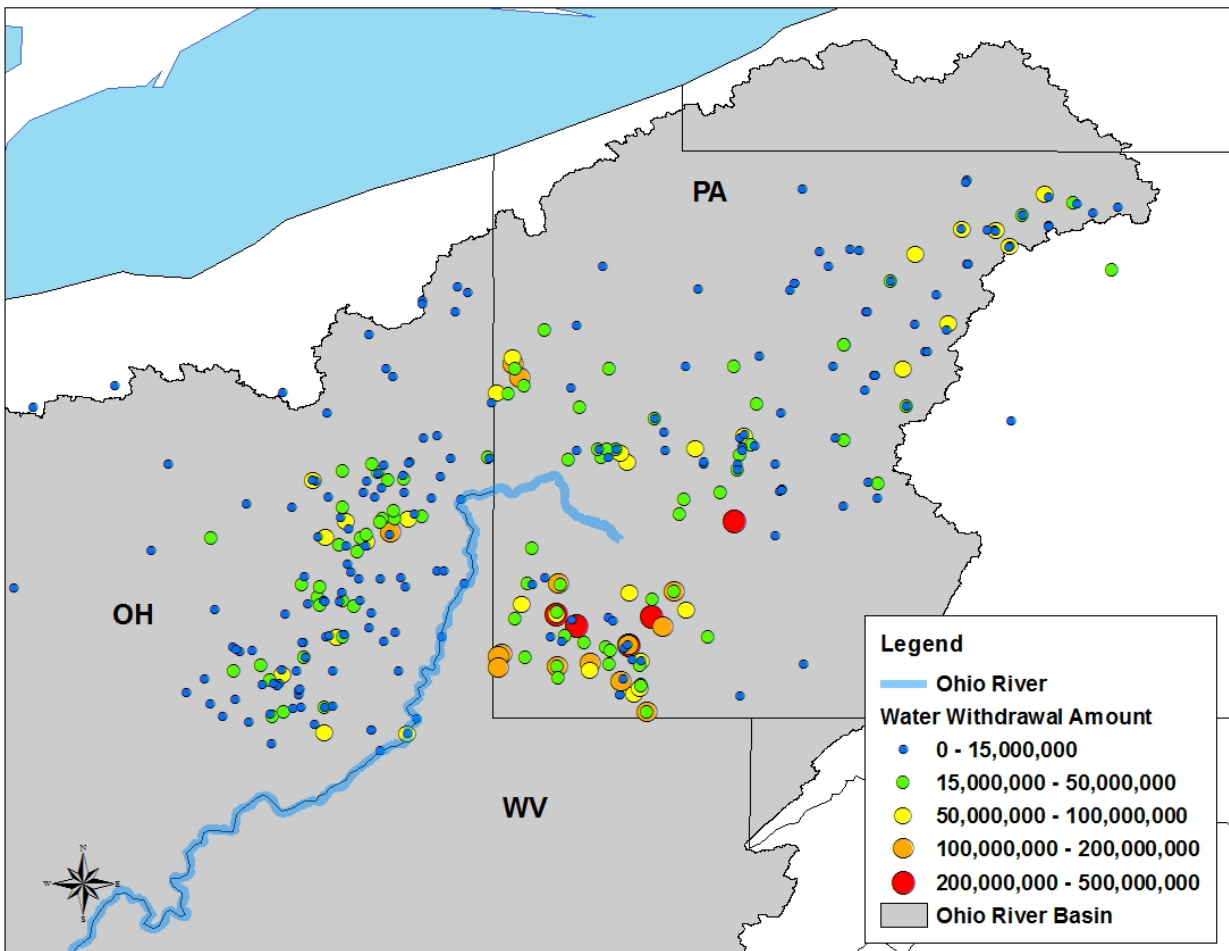 PA
OH
WV
N
W
E
S
Legend
Ohio River
Water Withdrawal Amount
0 - 15,000,000
15,000,000 - 50,000,000
50,000,000 - 100,000,000
100,000,000 - 200,000,000
200,000,000 - 500,000,000
Ohio River Basin